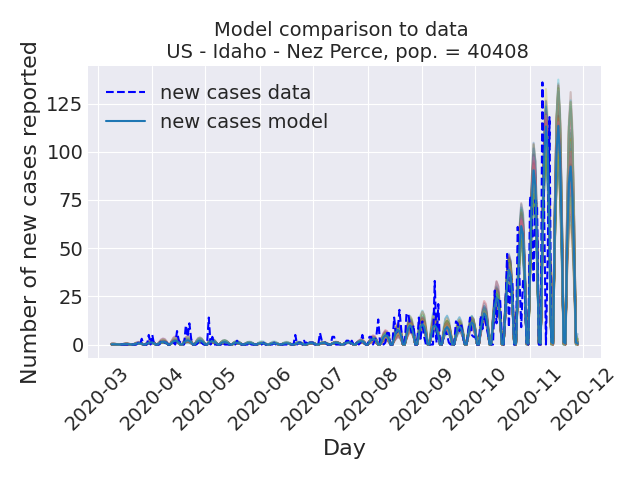 Model comparison to data
US - Idaho - Nez Perce, pop. = 40408
Number of new cases reported
125
100
75
50
25
0
new cases data
new cases model
2020-03
2020-04
2020-05
2020-06
2020-07
2020-08
2020-09
2020-10
2020-11
2020-12
Day